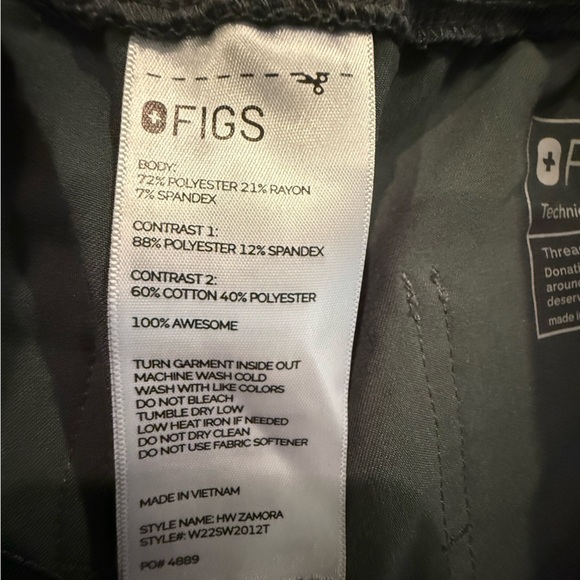 FIGS
BODY:
72% POLYESTER 21% RAYON
7% SPANDEX
CONTRAST 1:
88% POLYESTER 12% SPANDEX
CONTRAST 2:
60% COTTON 40% POLYESTER
100% AWESOME
TURN GARMENT INSIDE OUT
MACHINE WASH COLD
WASH WITH LIKE COLORS
DO NOT BLEACH
TUMBLE DRY LOW
LOW HEAT IRON IF NEEDED
DO NOT DRY CLEAN
DO NOT USE FABRIC SOFTENER
MADE IN VIETNAM
STYLE NAME: HW ZAMORA
STYLE#: W22SW2012T
PO# 4889
F
Technic
Threa
Donati
around
deserv
made in